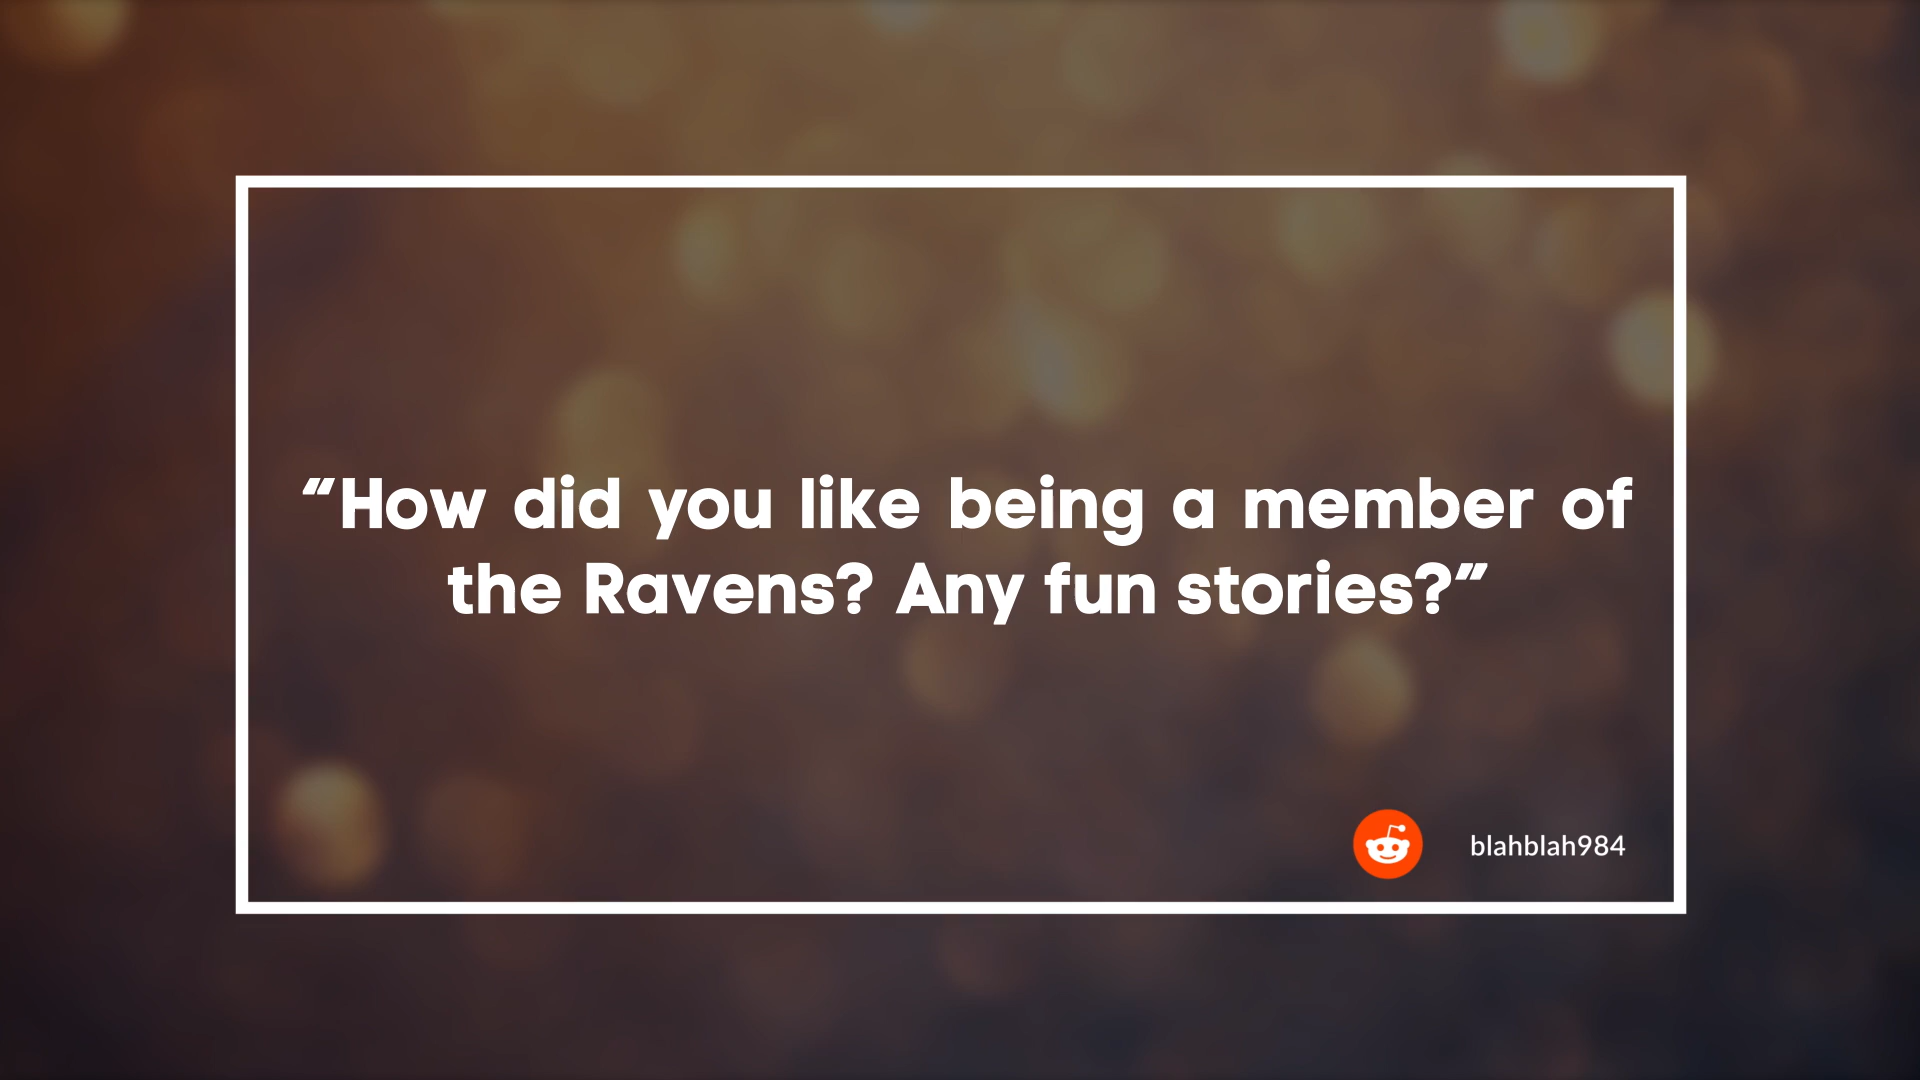 “How did you like being a member of
the Ravens? Any fun stories?”
blahblah984